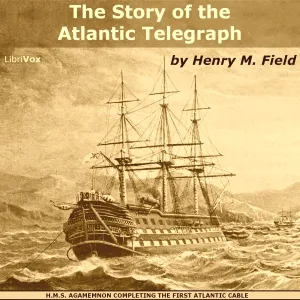 The Story of the
Atlantic Telegraph
LibriVox
by Henry M. Field
H.M.S. AGAMEMNON COMPLETING THE FIRST ATLANTIC CABLE